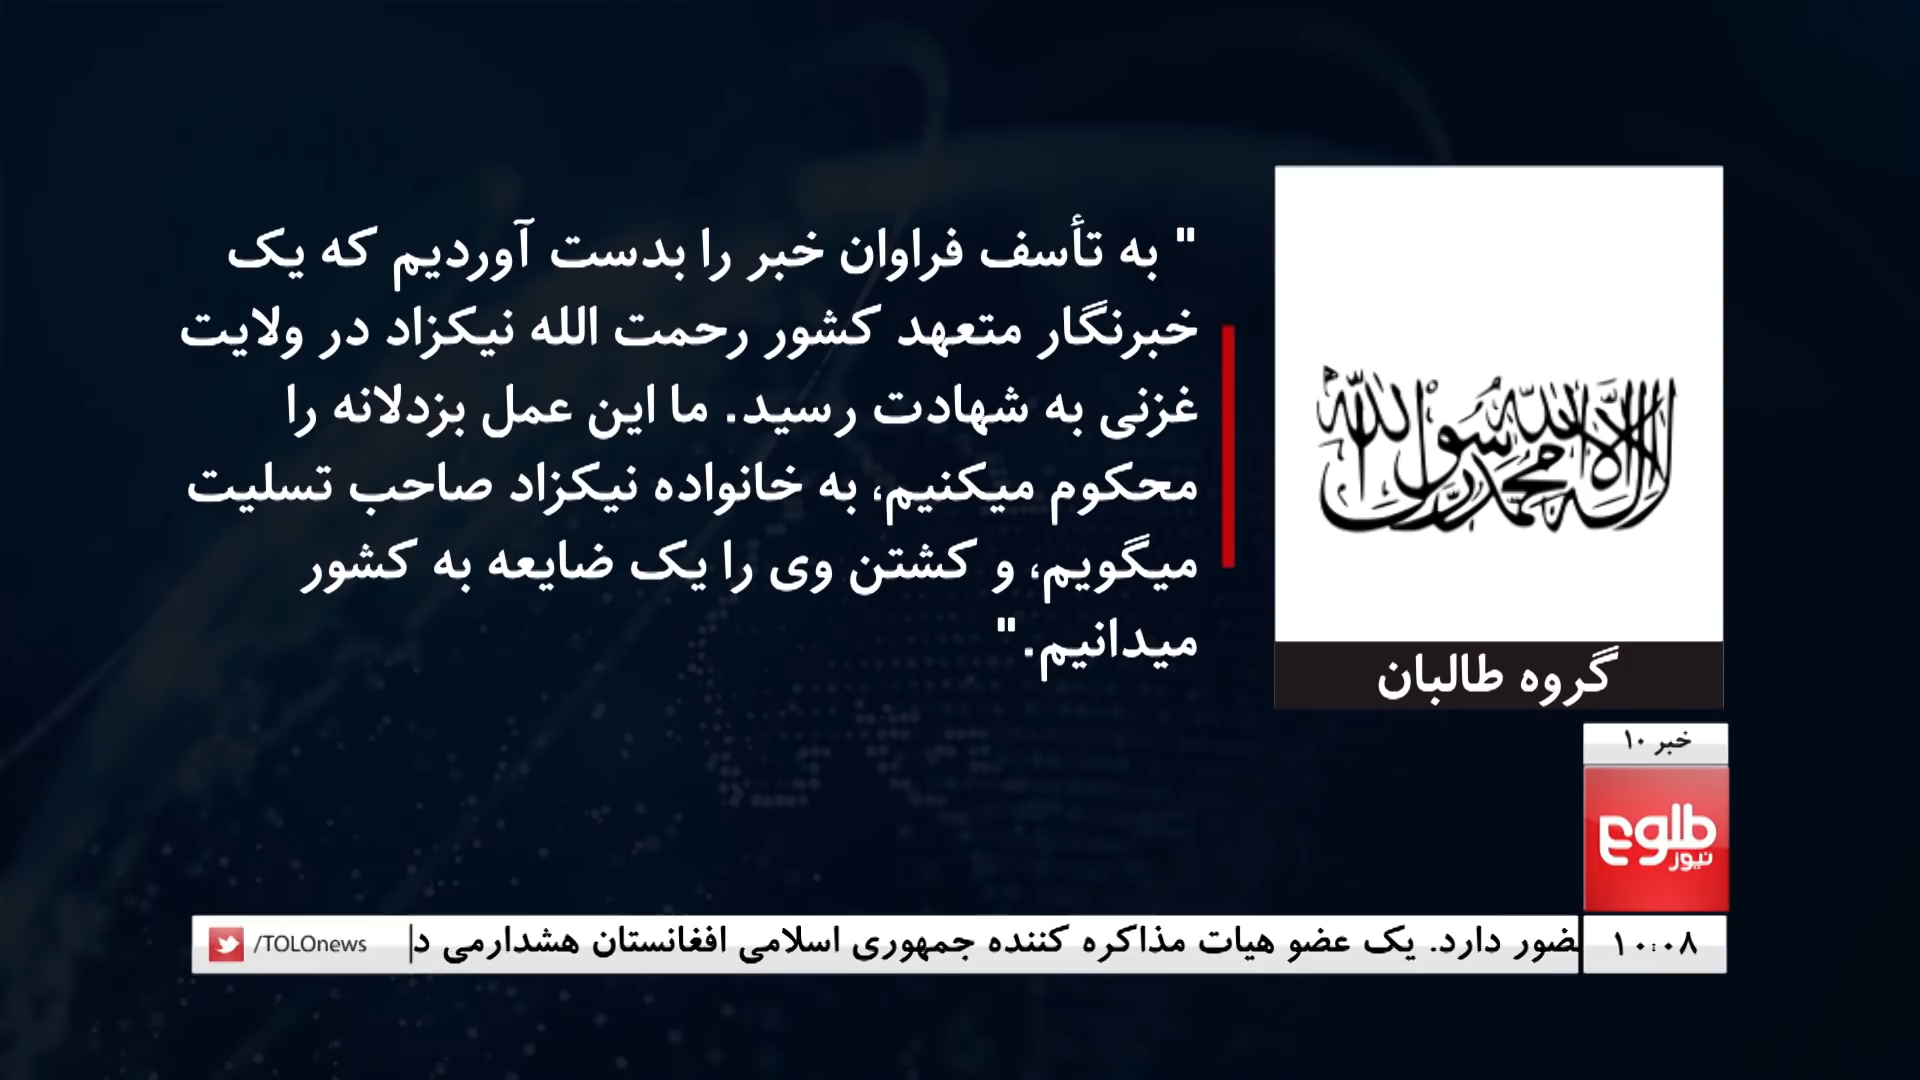 " به تأسف فراوان خبر را بدست آوردیم که یک
خبرنگار متعهد کشور رحمت الله نیکزاد در ولایت
غزنی به شهادت رسید. ما این عمل بزدلانه را
محکوم میکنیم، به خانواده نیکزاد صاحب تسلیت
میگویم، و کشتن وی را یک ضایعه به کشور
میدانیم."
لا اله الا الله محمد رسول الله
گروه طالبان
خبر ۱۰
طلوع
نیوز
۱۰:۰۸
ضور دارد. یک عضو هیات مذاکره کننده جمهوری اسلامی افغانستان هشدارمی د
/TOLOnews